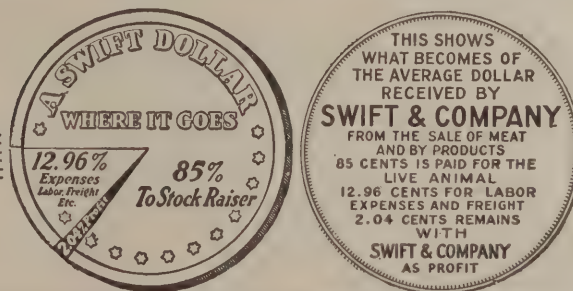 A SWIFT DOLLAR
WHERE IT GOES
12.96%
Expenses
Labor, Freight
Etc.
85%
To Stock Raiser
2.04% Profit
THIS SHOWS
WHAT BECOMES OF
THE AVERAGE DOLLAR
RECEIVED BY
SWIFT & COMPANY
FROM THE SALE OF MEAT
AND BY PRODUCTS
85 CENTS IS PAID FOR THE
LIVE ANIMAL
12.96 CENTS FOR LABOR
EXPENSES AND FREIGHT
2.04 CENTS REMAINS
WITH
SWIFT & COMPANY
AS PROFIT